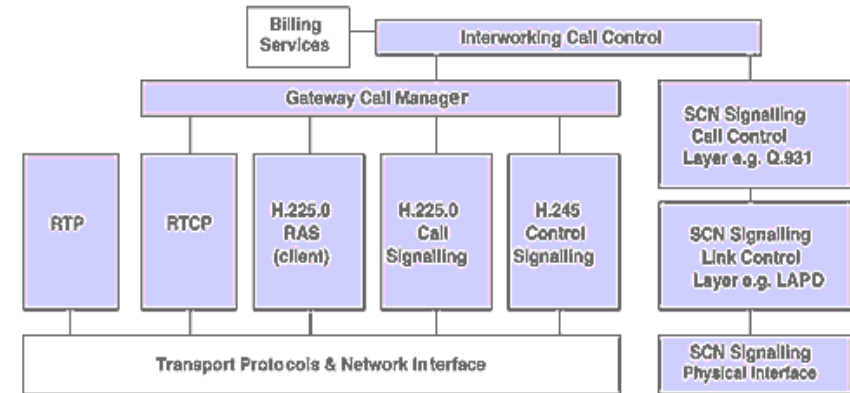 Billing
Services
Interworking Call Control
Gateway Call Manager
SCN Signalling
Call Control
Layer e.g. Q.931
RTP
RTCP
H.225.0
RAS
(client)
H.225.0
Call
Signalling
H.245
Control
Signalling
SCN Signalling
Link Control
Layer e.g. LAPD
Transport Protocols & Network Interface
SCN Signalling
Physical Interface